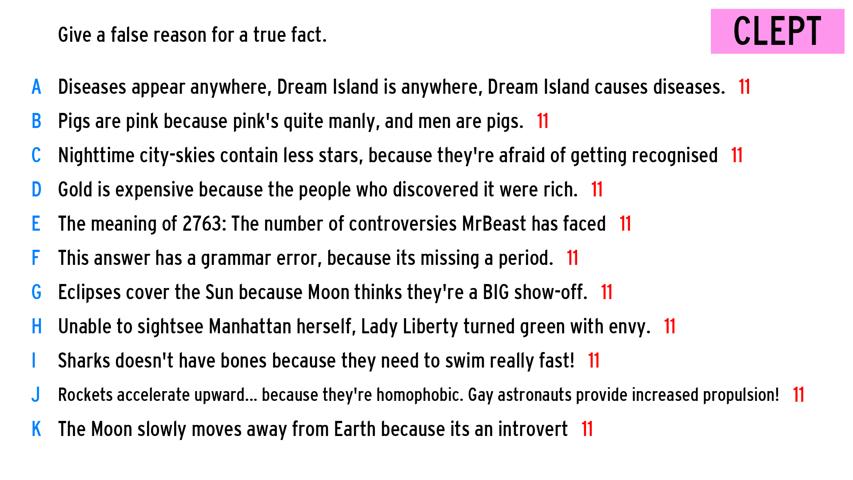 Give a false reason for a true fact.
CLEPT
A Diseases appear anywhere, Dream Island is anywhere, Dream Island causes diseases. 11
B Pigs are pink because pink's quite manly, and men are pigs. 11
C Nighttime city-skies contain less stars, because they're afraid of getting recognised 11
D Gold is expensive because the people who discovered it were rich. 11
E The meaning of 2763: The number of controversies MrBeast has faced 11
F This answer has a grammar error, because its missing a period. 11
G Eclipses cover the Sun because Moon thinks they're a BIG show-off. 11
H Unable to sightsee Manhattan herself, Lady Liberty turned green with envy. 11
I Sharks doesn't have bones because they need to swim really fast! 11
J Rockets accelerate upward... because they're homophobic. Gay astronauts provide increased propulsion! 11
K The Moon slowly moves away from Earth because its an introvert 11